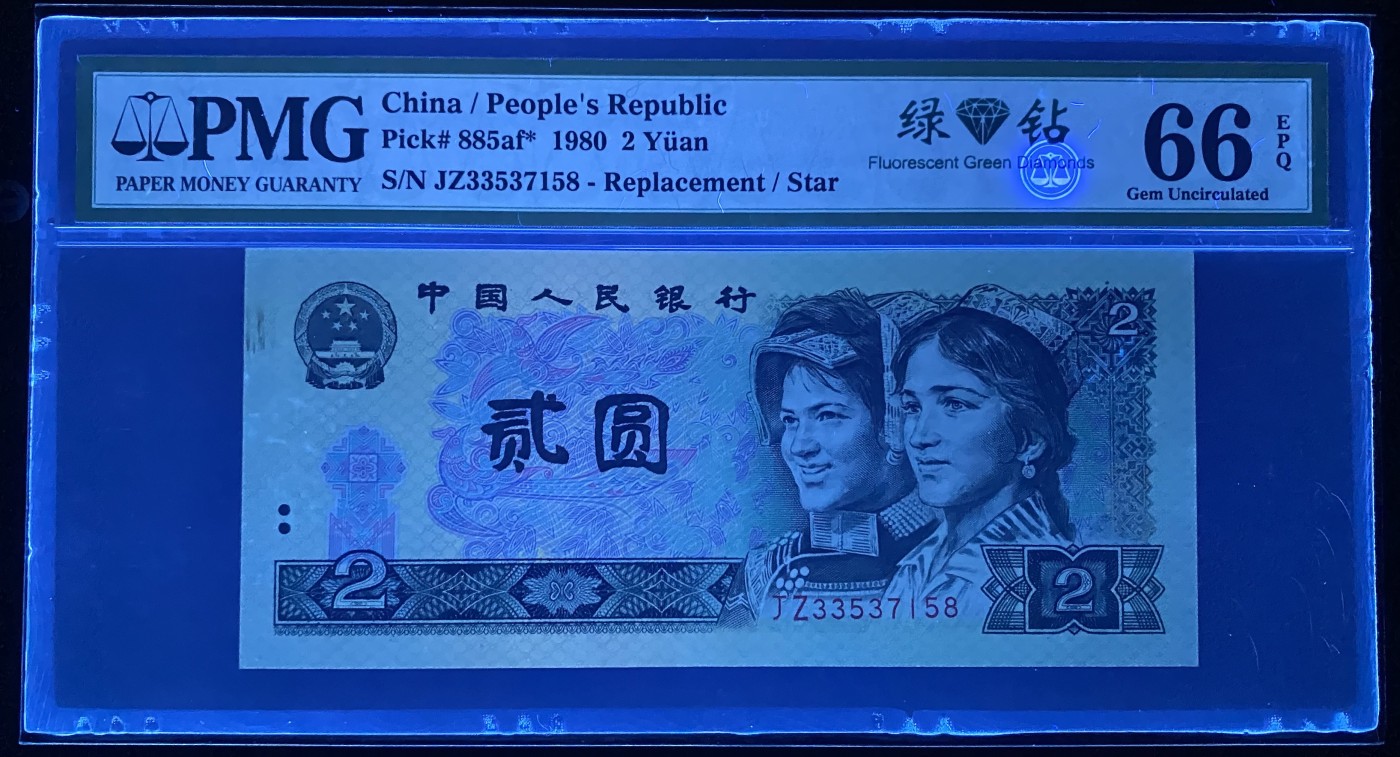 PMG
PAPER MONEY GUARANTY
China / People's Republic
Pick# 885af* 1980 2 Yüan
S/N JZ33537158 - Replacement / Star
绿 钻
Fluorescent Green Diamonds
66
EPQ
Gem Uncirculated
中国人民银行
2
贰圆
2
JZ33537158
2